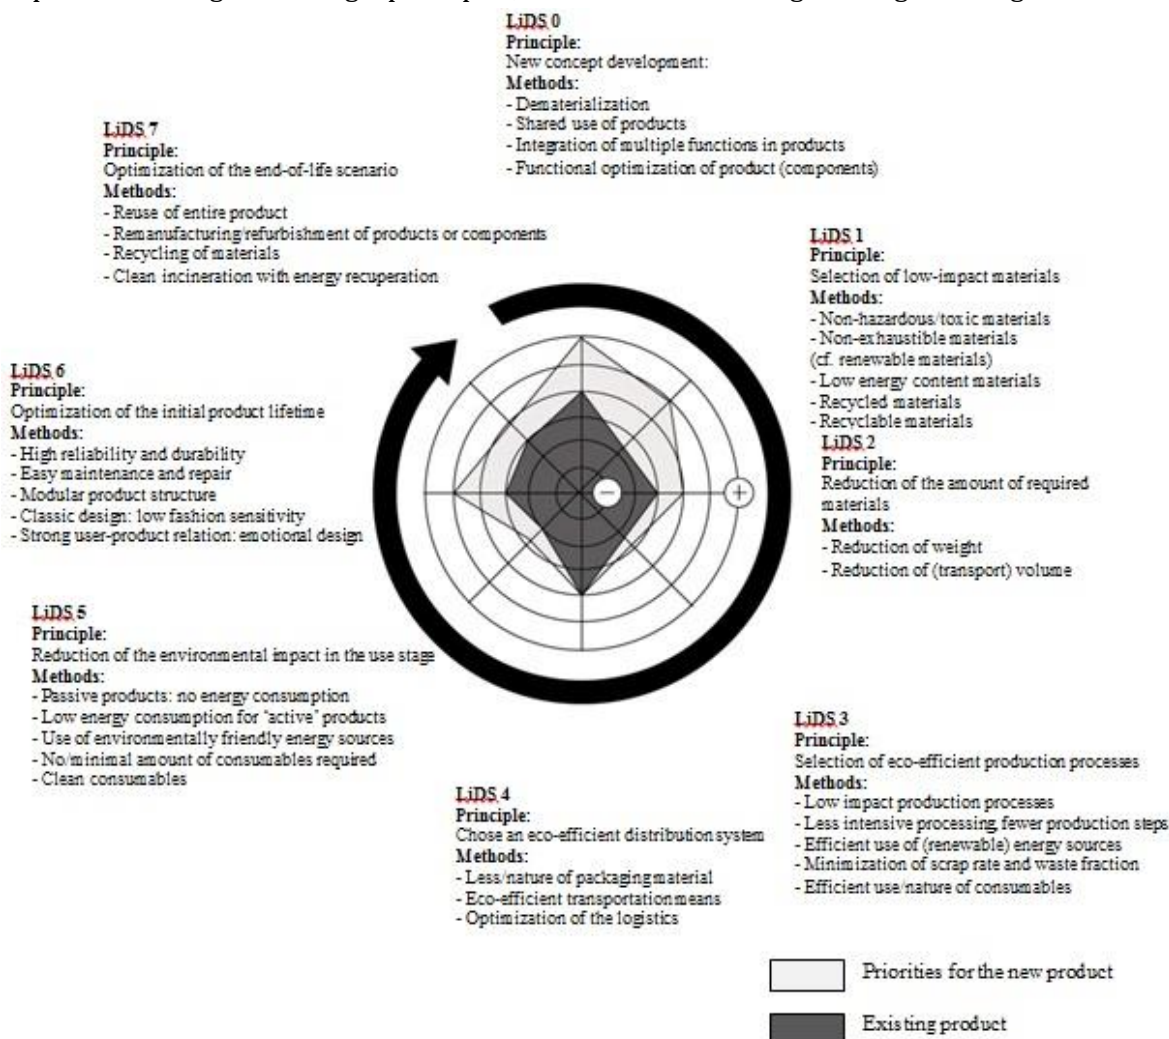 LiDS 0
Principle:
New concept development:
Methods:
- Dematerialization
- Shared use of products
- Integration of multiple functions in products
- Functional optimization of product (components)
LiDS 7
Principle:
Optimization of the end-of-life scenario
Methods:
- Reuse of entire product
- Remanufacturing/refurbishment of products or components
- Recycling of materials
- Clean incineration with energy recuperation
LiDS 1
Principle:
Selection of low-impact materials
Methods:
- Non-hazardous/toxic materials
- Non-exhaustible materials
(cf. renewable materials)
- Low energy content materials
- Recycled materials
- Recyclable materials
LiDS 6
Principle:
Optimization of the initial product lifetime
Methods:
- High reliability and durability
- Easy maintenance and repair
- Modular product structure
- Classic design: low fashion sensitivity
- Strong user-product relation: emotional design
LiDS 2
Principle:
Reduction of the amount of required
materials
Methods:
- Reduction of weight
- Reduction of (transport) volume
−
+
LiDS 5
Principle:
Reduction of the environmental impact in the use stage
Methods:
- Passive products: no energy consumption
- Low energy consumption for "active" products
- Use of environmentally friendly energy sources
- No/minimal amount of consumables required
- Clean consumables
LiDS 3
Principle:
Selection of eco-efficient production processes
Methods:
- Low impact production processes
- Less intensive processing, fewer production steps
- Efficient use of (renewable) energy sources
- Minimization of scrap rate and waste fraction
- Efficient use/nature of consumables
LiDS 4
Principle:
Chose an eco-efficient distribution system
Methods:
- Less/nature of packaging material
- Eco-efficient transportation means
- Optimization of the logistics
Priorities for the new product
Existing product